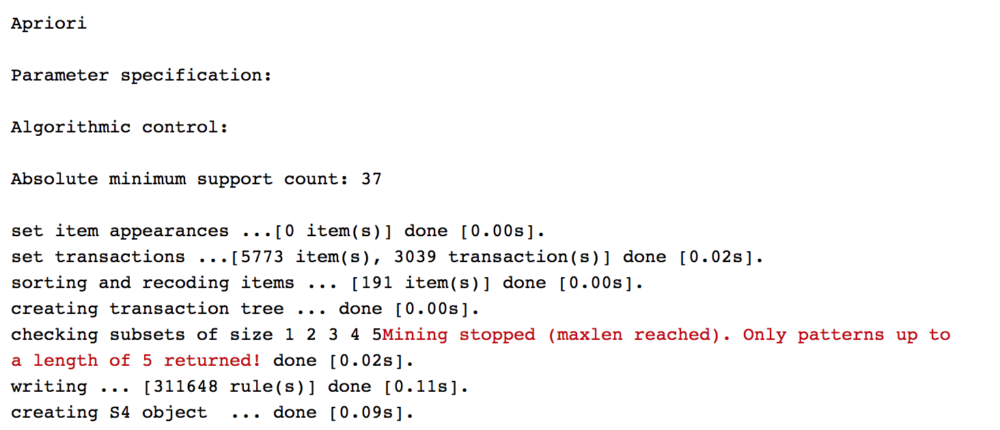 Apriori
Parameter specification:
Algorithmic control:
Absolute minimum support count: 37
set item appearances ...[0 item(s)] done [0.00s].
set transactions ...[5773 item(s), 3039 transaction(s)] done [0.02s].
sorting and recoding items ... [191 item(s)] done [0.00s].
creating transaction tree ... done [0.00s].
checking subsets of size 1 2 3 4 5Mining stopped (maxlen reached). Only patterns up to
a length of 5 returned! done [0.02s].
writing ... [311648 rule(s)] done [0.11s].
creating S4 object  ... done [0.09s].